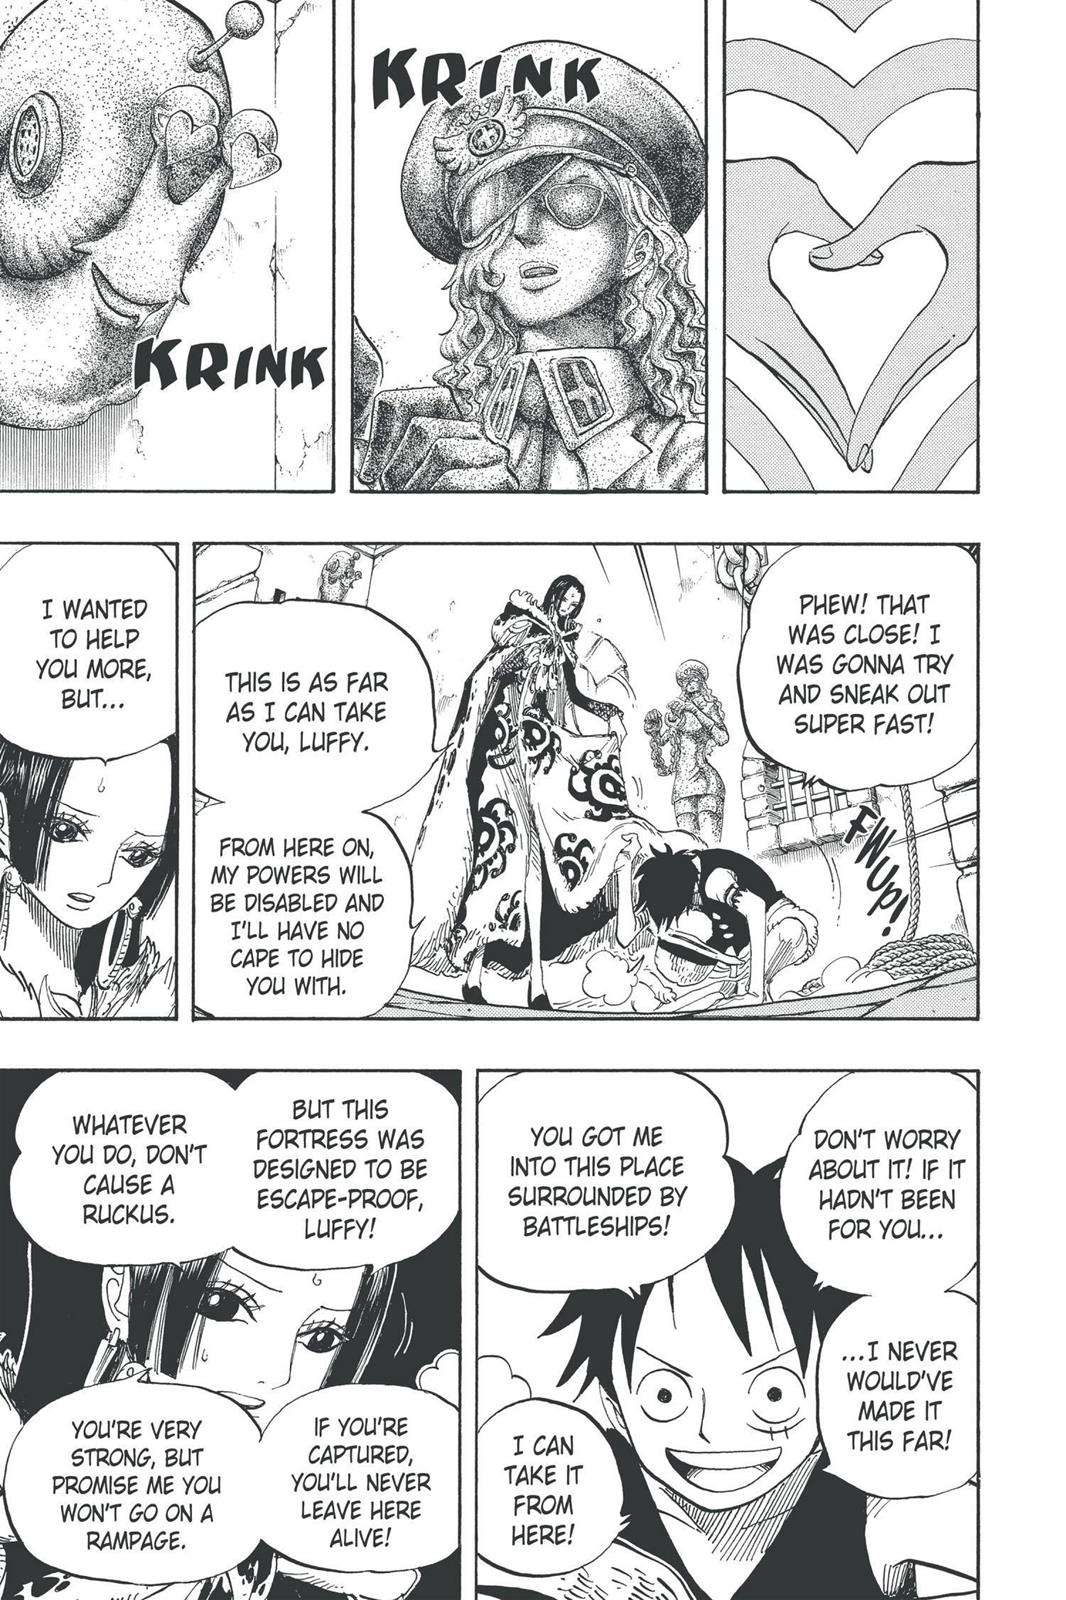 KRINK
KRINK
PHEW! THAT
WAS CLOSE! I
WAS GONNA TRY
AND SNEAK OUT
SUPER FAST!
FWUP!
THIS IS AS FAR
AS I CAN TAKE
YOU, LUFFY.
FROM HERE ON,
MY POWERS WILL
BE DISABLED AND
I'LL HAVE NO
CAPE TO HIDE
YOU WITH.
I WANTED
TO HELP
YOU MORE,
BUT...
DON'T WORRY
ABOUT IT! IF IT
HADN'T BEEN
FOR YOU...
...I NEVER
WOULD'VE
MADE IT
THIS FAR!
YOU GOT ME
INTO THIS PLACE
SURROUNDED BY
BATTLESHIPS!
I CAN
TAKE IT
FROM
HERE!
BUT THIS
FORTRESS WAS
DESIGNED TO BE
ESCAPE-PROOF,
LUFFY!
IF YOU'RE
CAPTURED,
YOU'LL NEVER
LEAVE HERE
ALIVE!
WHATEVER
YOU DO, DON'T
CAUSE A
RUCKUS.
YOU'RE VERY
STRONG, BUT
PROMISE ME YOU
WON'T GO ON A
RAMPAGE.